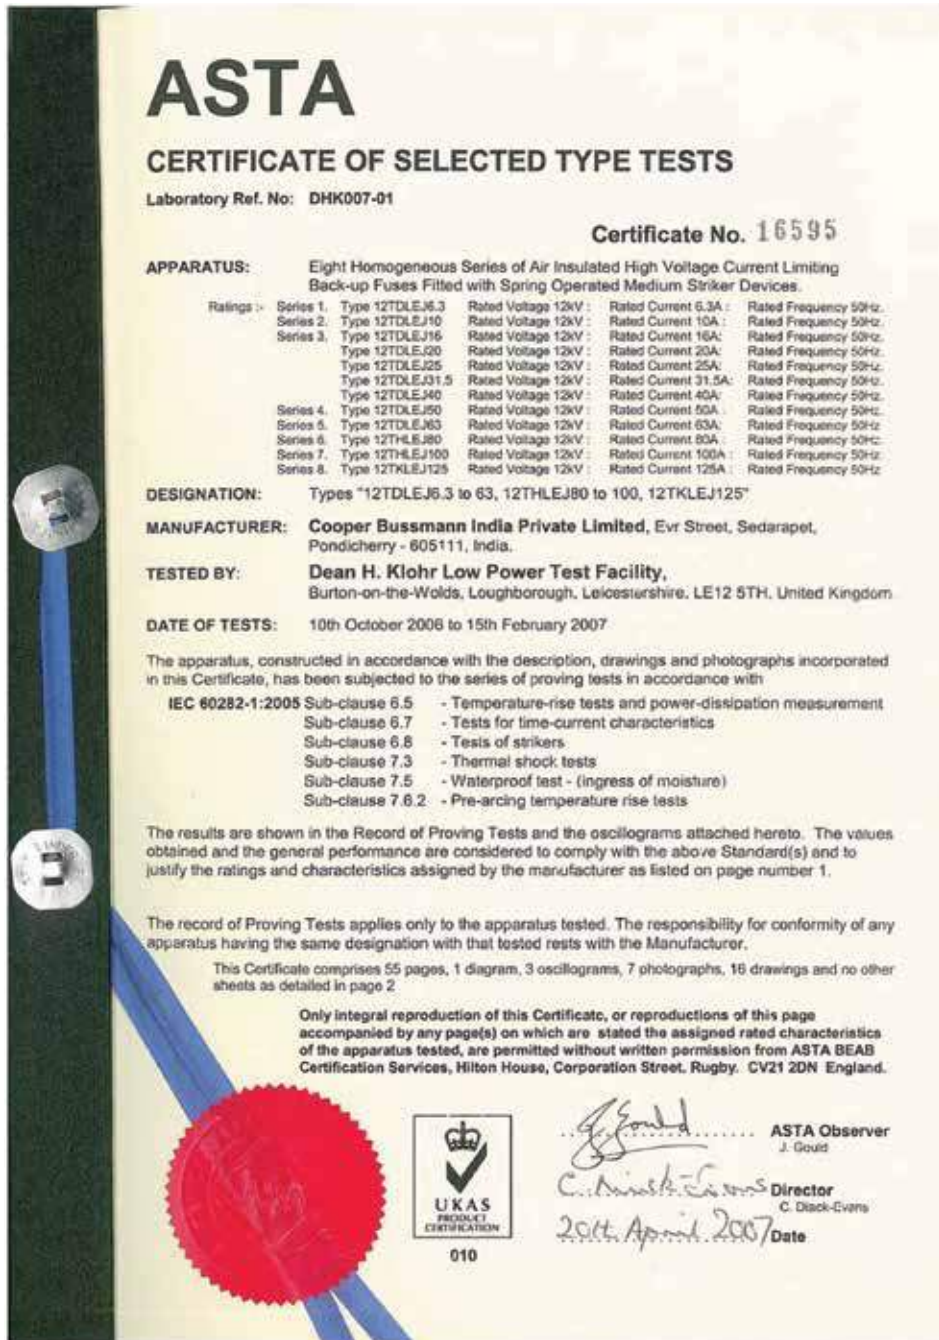 ASTA
CERTIFICATE OF SELECTED TYPE TESTS
Laboratory Ref. No: DHK007-01
Certificate No. 16595
APPARATUS: Eight Homogeneous Series of Air Insulated High Voltage Current Limiting
Back-up Fuses Fitted with Spring Operated Medium Striker Devices.
Ratings :- Series 1. Type 12TDLEJ6.3 Rated Voltage 12kV : Rated Current 6.3A : Rated Frequency 50Hz.
Series 2. Type 12TDLEJ10 Rated Voltage 12kV : Rated Current 10A : Rated Frequency 50Hz.
Series 3. Type 12TDLEJ16 Rated Voltage 12kV : Rated Current 16A: Rated Frequency 50Hz.
Type 12TDLEJ20 Rated Voltage 12kV : Rated Current 20A: Rated Frequency 50Hz.
Type 12TDLEJ25 Rated Voltage 12kV : Rated Current 25A: Rated Frequency 50Hz.
Type 12TDLEJ31.5 Rated Voltage 12kV : Rated Current 31.5A: Rated Frequency 50Hz.
Type 12TDLEJ40 Rated Voltage 12kV : Rated Current 40A: Rated Frequency 50Hz.
Series 4. Type 12TDLEJ50 Rated Voltage 12kV : Rated Current 50A : Rated Frequency 50Hz.
Series 5. Type 12TDLEJ63 Rated Voltage 12kV : Rated Current 63A: Rated Frequency 50Hz
Series 6. Type 12THLEJ80 Rated Voltage 12kV : Rated Current 80A : Rated Frequency 50Hz
Series 7. Type 12THLEJ100 Rated Voltage 12kV : Rated Current 100A : Rated Frequency 50Hz
Series 8. Type 12TKLEJ125 Rated Voltage 12kV : Rated Current 125A : Rated Frequency 50Hz
DESIGNATION: Types "12TDLEJ6.3 to 63, 12THLEJ80 to 100, 12TKLEJ125"
MANUFACTURER: Cooper Bussmann India Private Limited, Evr Street, Sedarapet,
Pondicherry - 605111, India.
TESTED BY: Dean H. Klohr Low Power Test Facility,
Burton-on-the-Wolds, Loughborough, Leicestershire, LE12 5TH, United Kingdom
DATE OF TESTS: 10th October 2006 to 15th February 2007
The apparatus, constructed in accordance with the description, drawings and photographs incorporated
in this Certificate, has been subjected to the series of proving tests in accordance with
IEC 60282-1:2005 Sub-clause 6.5 - Temperature-rise tests and power-dissipation measurement
Sub-clause 6.7 - Tests for time-current characteristics
Sub-clause 6.8 - Tests of strikers
Sub-clause 7.3 - Thermal shock tests
Sub-clause 7.5 - Waterproof test - (ingress of moisture)
Sub-clause 7.6.2 - Pre-arcing temperature rise tests
The results are shown in the Record of Proving Tests and the oscillograms attached hereto. The values
obtained and the general performance are considered to comply with the above Standard(s) and to
justify the ratings and characteristics assigned by the manufacturer as listed on page number 1.
The record of Proving Tests applies only to the apparatus tested. The responsibility for conformity of any
apparatus having the same designation with that tested rests with the Manufacturer.
This Certificate comprises 55 pages, 1 diagram, 3 oscillograms, 7 photographs, 16 drawings and no other
sheets as detailed in page 2
Only integral reproduction of this Certificate, or reproductions of this page
accompanied by any page(s) on which are stated the assigned rated characteristics
of the apparatus tested, are permitted without written permission from ASTA BEAB
Certification Services, Hilton House, Corporation Street, Rugby. CV21 2DN England.
J. Gould ASTA Observer
J. Gould
C. Diack-Evans Director
C. Diack-Evans
20th April 2007 Date
UKAS
PRODUCT
CERTIFICATION
010